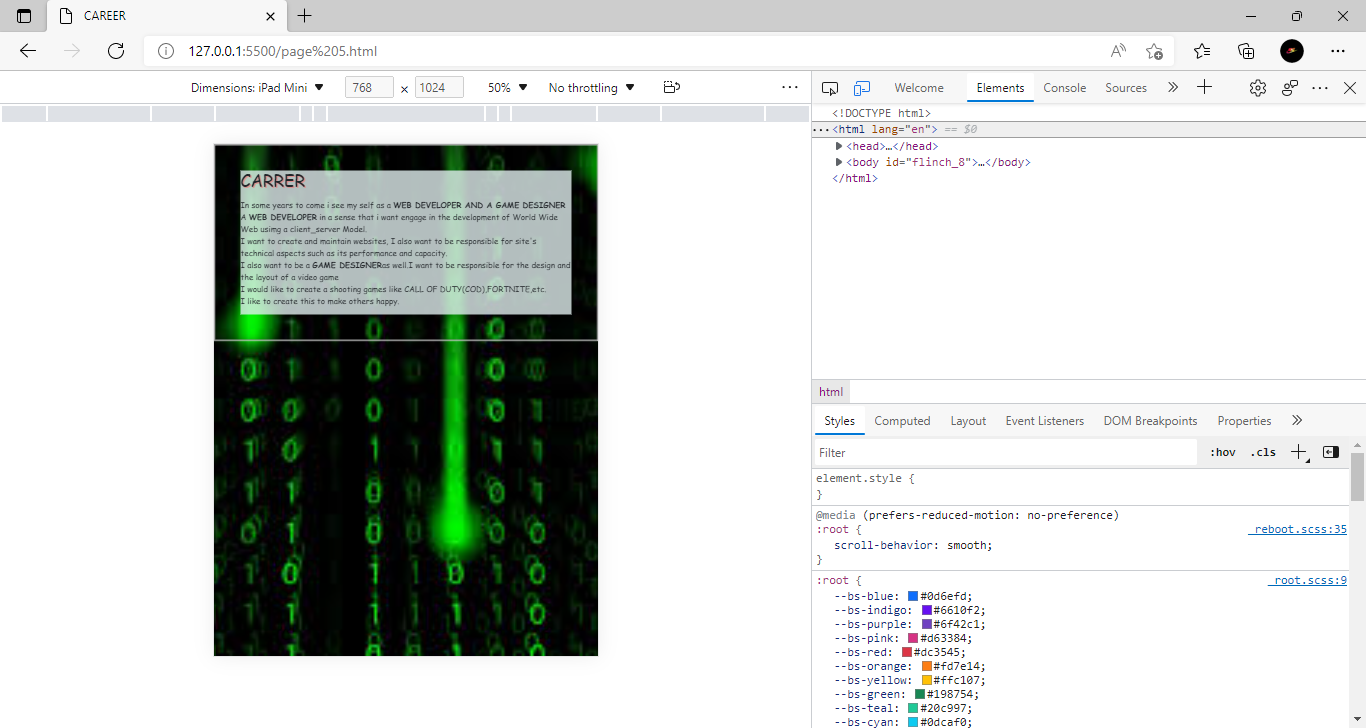 CAREER
127.0.0.1:5500/page%205.html
Dimensions: iPad Mini
768
×
1024
50%
No throttling
Welcome
Elements
Console
Sources
<!DOCTYPE html>
<html lang="en"> == $0
<head>…</head>
<body id="flinch_8">…</body>
</html>
CARRER
In some years to come i see my self as a WEB DEVELOPER AND A GAME DESIGNER
A WEB DEVELOPER in a sense that i want engage in the development of World Wide
Web usimg a client_server Model.
I want to create and maintain websites, I also want to be responsible for site's
technical aspects such as its performance and capacity.
I also want to be a GAME DESIGNERas well.I want to be responsible for the design and
the layout of a video game
I would like to create a shooting games like CALL OF DUTY(COD),FORTNITE,etc.
I like to create this to make others happy.
html
Styles
Computed
Layout
Event Listeners
DOM Breakpoints
Properties
Filter
:hov
.cls
element.style {
}
@media (prefers-reduced-motion: no-preference)
:root {
_reboot.scss:35
scroll-behavior: smooth;
}
:root {
_root.scss:9
--bs-blue: #0d6efd;
--bs-indigo: #6610f2;
--bs-purple: #6f42c1;
--bs-pink: #d63384;
--bs-red: #dc3545;
--bs-orange: #fd7e14;
--bs-yellow: #ffc107;
--bs-green: #198754;
--bs-teal: #20c997;
--bs-cyan: #0dcaf0;